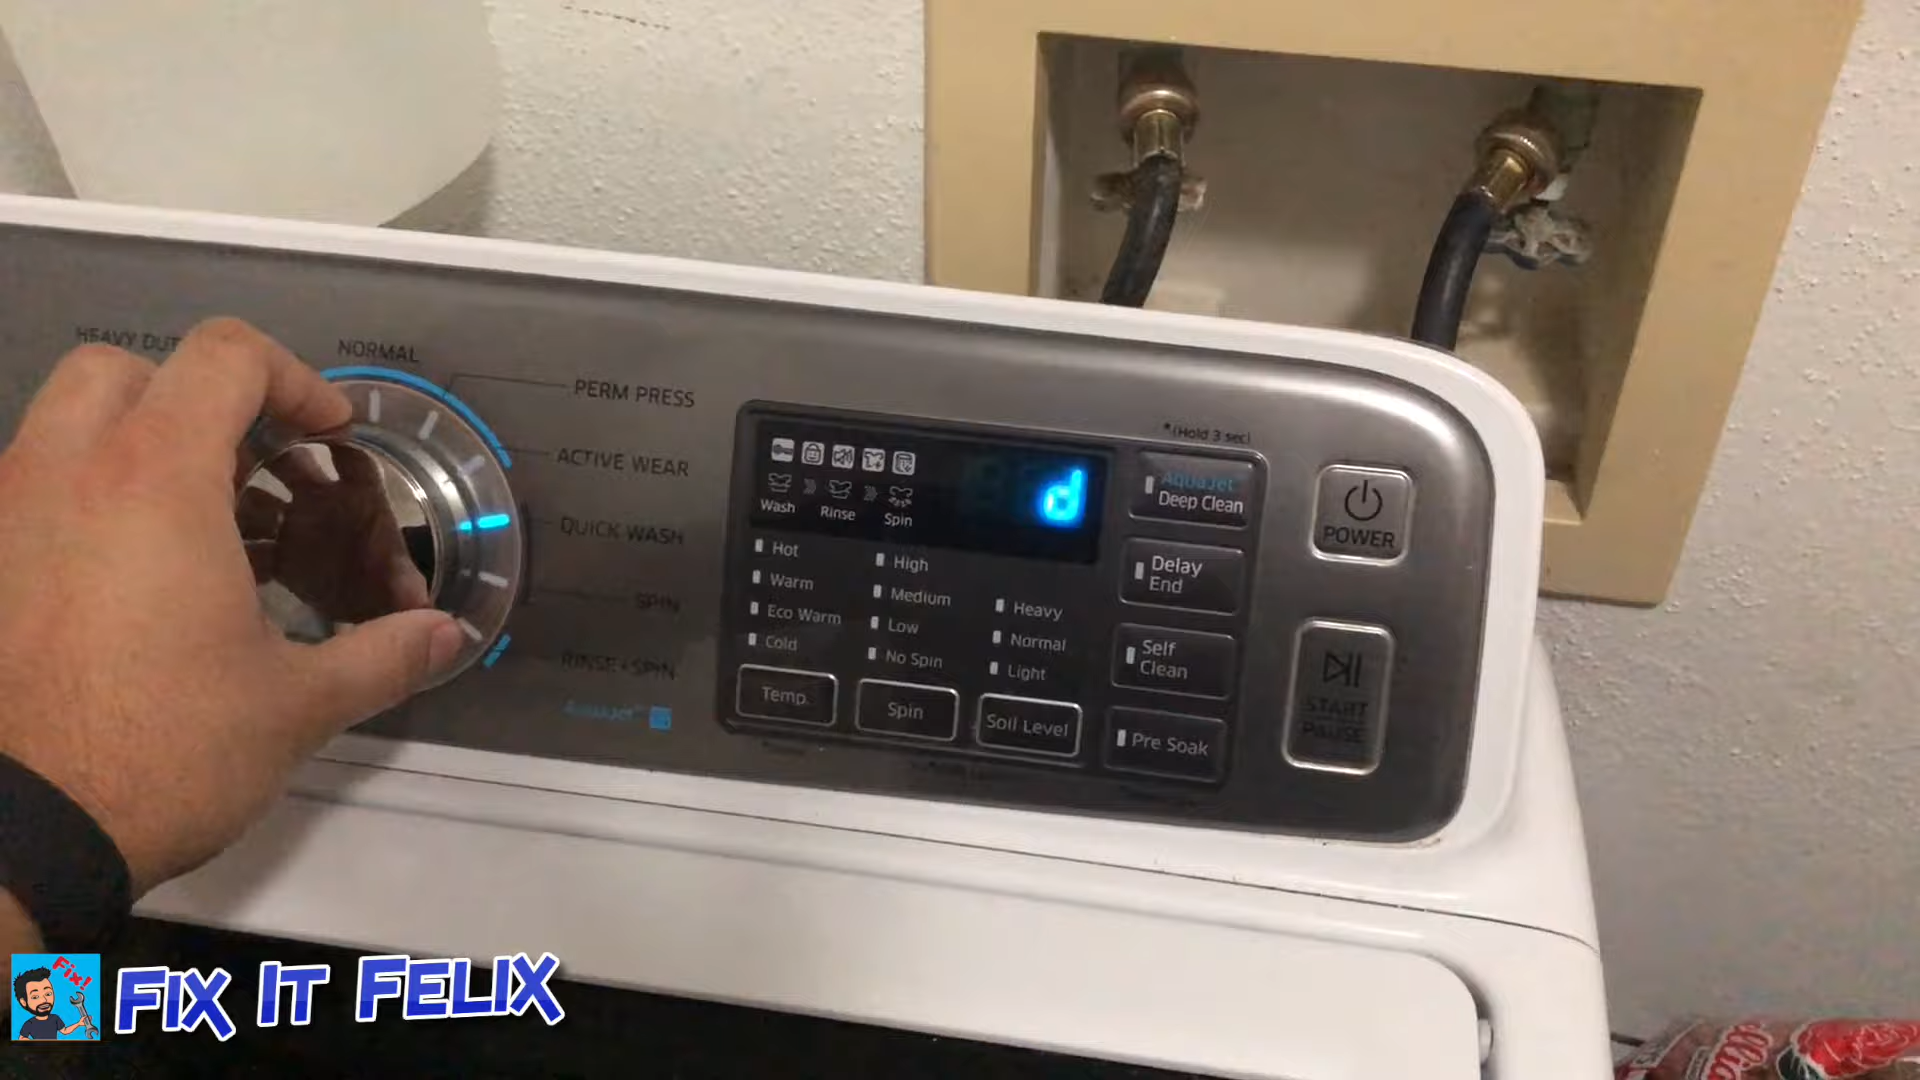 HEAVY DUT
NORMAL
PERM PRESS
ACTIVE WEAR
QUICK WASH
SPIN
RINSE+SPIN
AquaJet
Wash
Rinse
Spin
d
Hot
Warm
Eco Warm
Cold
Temp.
High
Medium
Low
No Spin
Spin
Heavy
Normal
Light
Soil Level
*(Hold 3 sec)
AquaJet
Deep Clean
Delay
End
Self
Clean
Pre Soak
POWER
START
PAUSE
Fix!
FIX IT FELIX